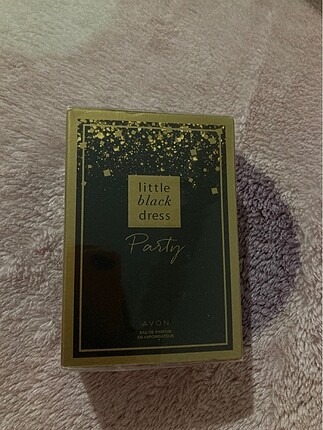 little
black
dress
Party
AVON
EAU DE PARFUM
EN VAPORISATEUR